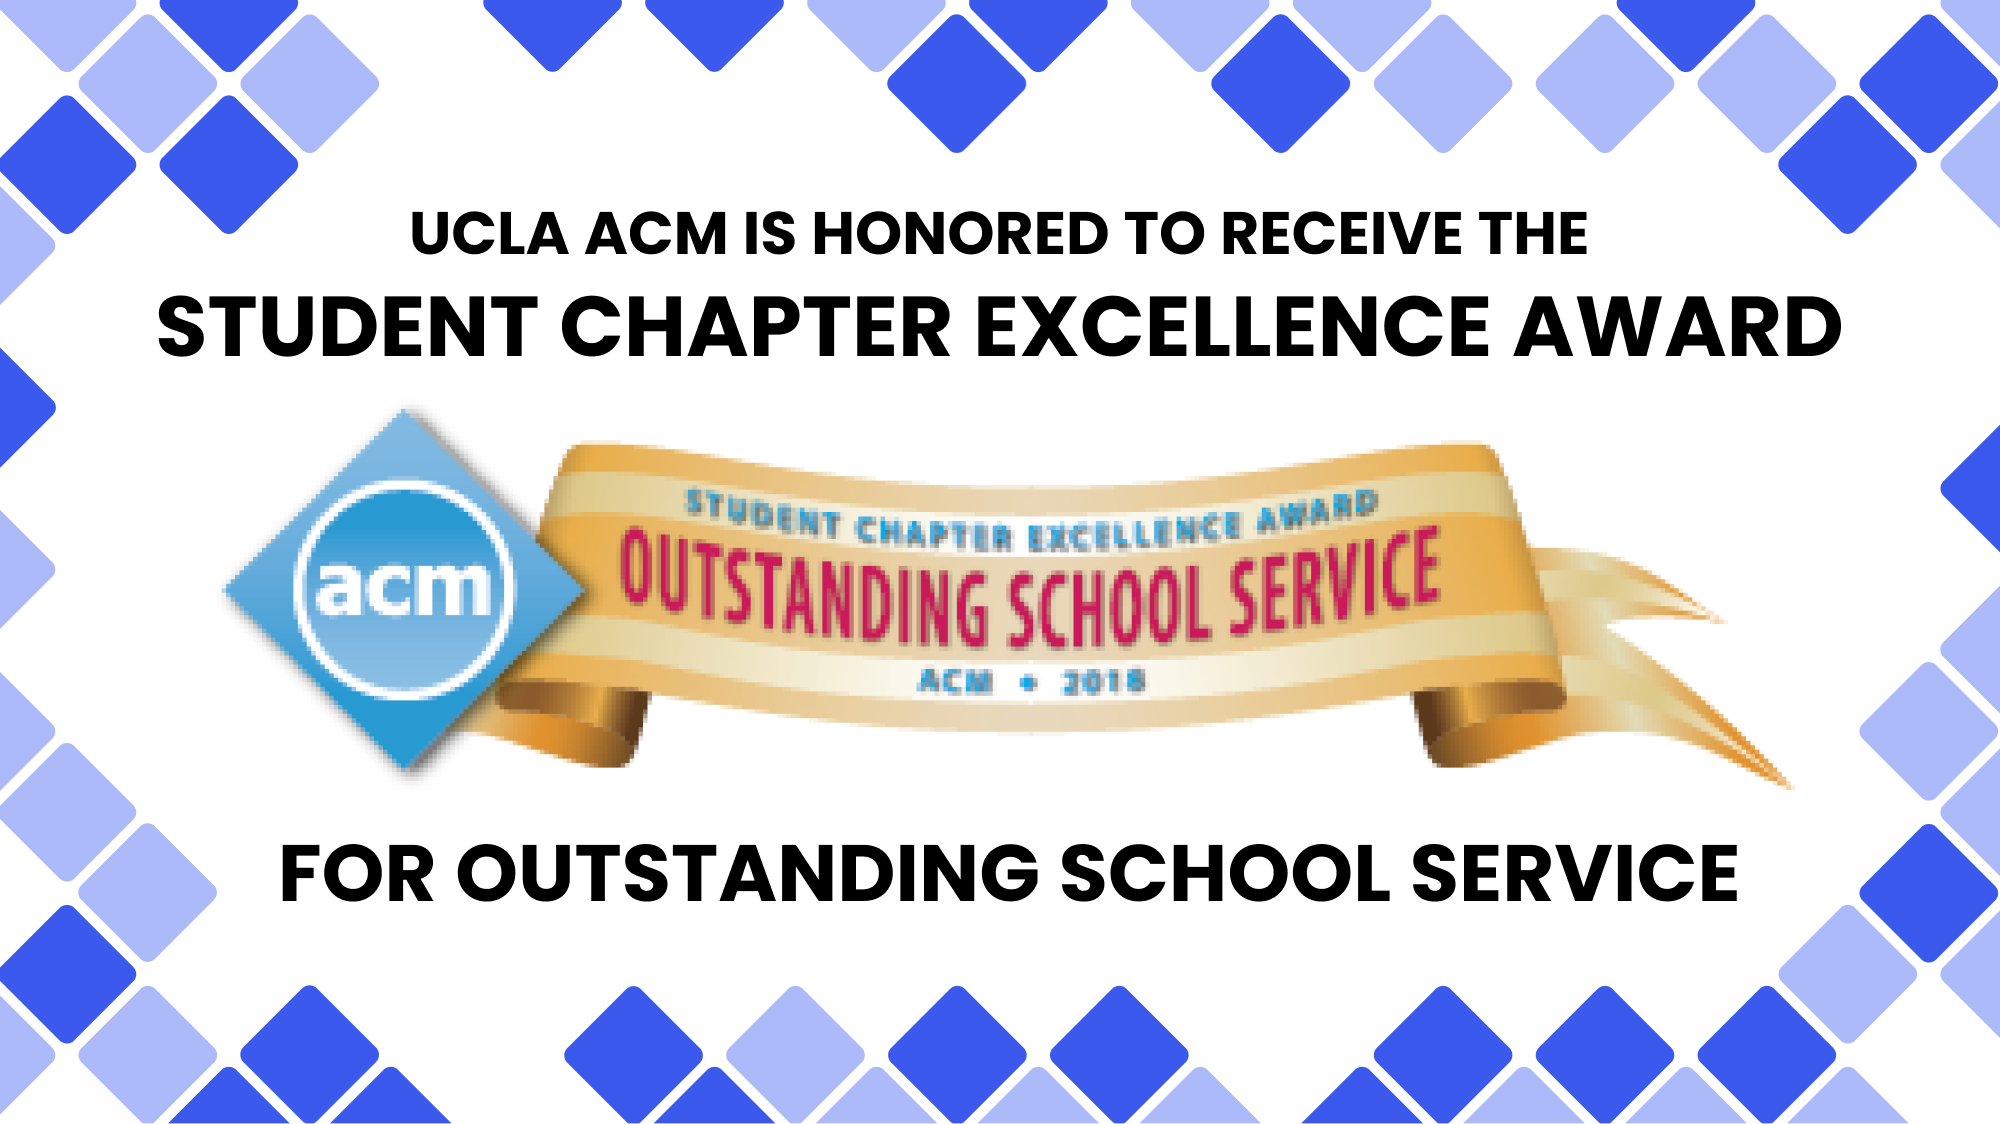 UCLA ACM IS HONORED TO RECEIVE THE
STUDENT CHAPTER EXCELLENCE AWARD
acm
STUDENT CHAPTER EXCELLENCE AWARD
OUTSTANDING SCHOOL SERVICE
ACM • 2018
FOR OUTSTANDING SCHOOL SERVICE